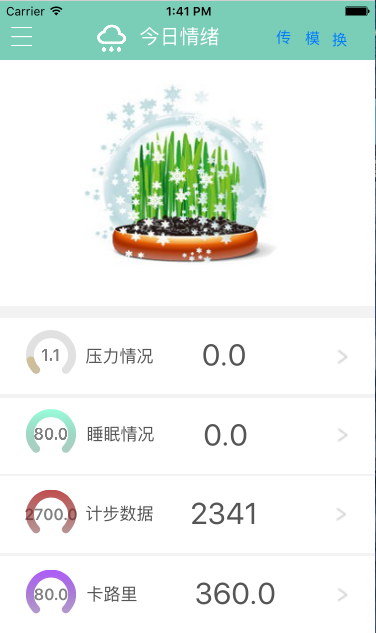 Carrier 1:41 PM
今日情绪 传 模 换
1.1 压力情况 0.0
80.0 睡眠情况 0.0
2700.0 计步数据 2341
80.0 卡路里 360.0